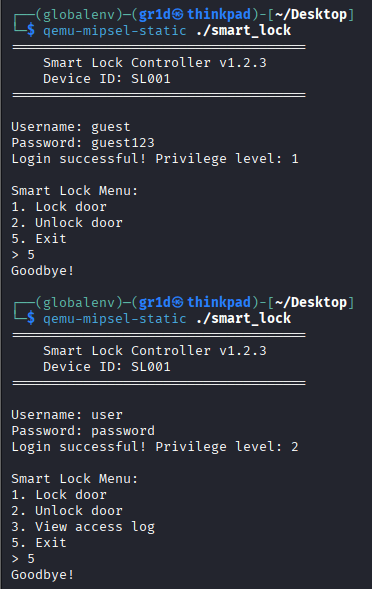 ┌──(globalenv)─(gr1d㉿thinkpad)-[~/Desktop]
└─$ qemu-mipsel-static ./smart_lock
═══════════════════════════════════════
Smart Lock Controller v1.2.3
Device ID: SL001
═══════════════════════════════════════
Username: guest
Password: guest123
Login successful! Privilege level: 1
Smart Lock Menu:
1. Lock door
2. Unlock door
5. Exit
> 5
Goodbye!
┌──(globalenv)─(gr1d㉿thinkpad)-[~/Desktop]
└─$ qemu-mipsel-static ./smart_lock
═══════════════════════════════════════
Smart Lock Controller v1.2.3
Device ID: SL001
═══════════════════════════════════════
Username: user
Password: password
Login successful! Privilege level: 2
Smart Lock Menu:
1. Lock door
2. Unlock door
3. View access log
5. Exit
> 5
Goodbye!